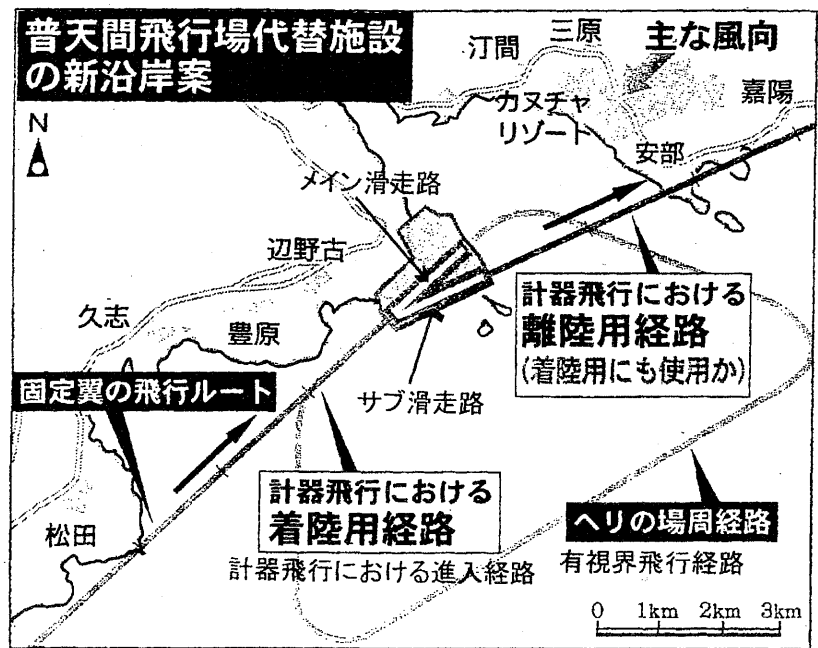 普天間飛行場代替施設
の新沿岸案
N
汀間
三原
主な風向
嘉陽
カヌチャ
リゾート
安部
メイン滑走路
辺野古
久志
豊原
計器飛行における
離陸用経路
(着陸用にも使用か)
固定翼の飛行ルート
サブ滑走路
計器飛行における
着陸用経路
計器飛行における進入経路
松田
ヘリの場周経路
有視界飛行経路
0 1km 2km 3km